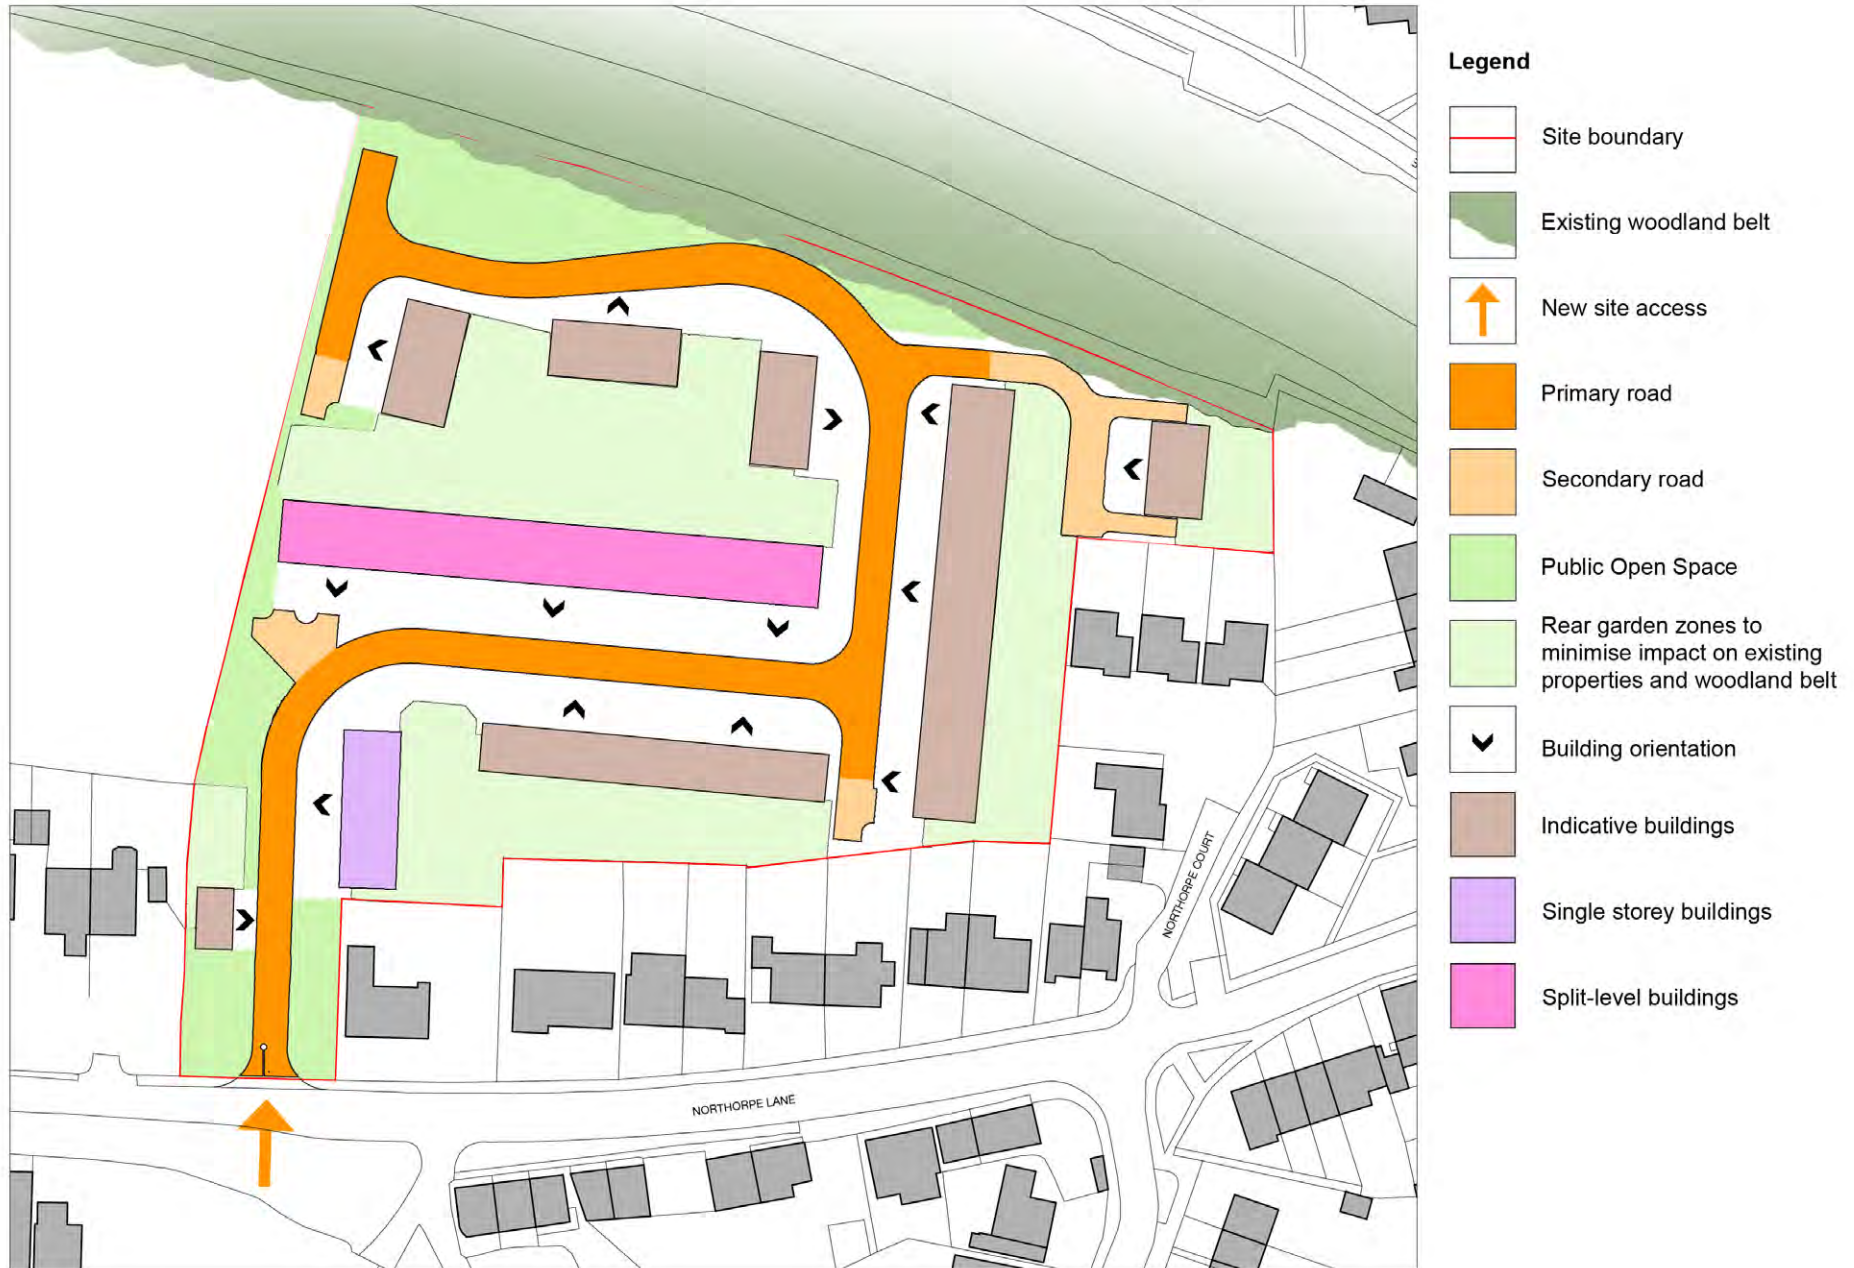 Legend
Site boundary
Existing woodland belt
New site access
Primary road
Secondary road
Public Open Space
Rear garden zones to
minimise impact on existing
properties and woodland belt
Building orientation
Indicative buildings
Single storey buildings
Split-level buildings
NORTHORPE COURT
NORTHORPE LANE